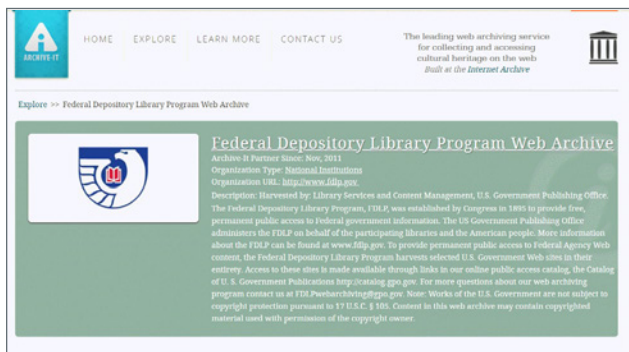 ARCHIVE-IT
HOME EXPLORE LEARN MORE CONTACT US
The leading web archiving service
for collecting and accessing
cultural heritage on the web
Built at the Internet Archive
Explore >> Federal Depository Library Program Web Archive
Federal Depository Library Program Web Archive
Archive-It Partner Since: Nov, 2011
Organization Type: National Institutions
Organization URL: http://www.fdlp.gov
Description: Harvested by: Library Services and Content Management, U.S. Government Publishing Office.
The Federal Depository Library Program, FDLP, was established by Congress in 1895 to provide free,
permanent public access to Federal government information. The US Government Publishing Office
administers the FDLP on behalf of the participating libraries and the American people. More information
about the FDLP can be found at www.fdlp.gov. To provide permanent public access to Federal Agency Web
content, the Federal Depository Library Program harvests selected U.S. Government Web sites in their
entirety. Access to these sites is made available through links in our online public access catalog, the Catalog
of U. S. Government Publications http://catalog.gpo.gov. For more questions about our web archiving
program contact us at FDLPwebarchiving@gpo.gov. Note: Works of the U.S. Government are not subject to
copyright protection pursuant to 17 U.S.C. § 105. Content in this web archive may contain copyrighted
material used with permission of the copyright owner.